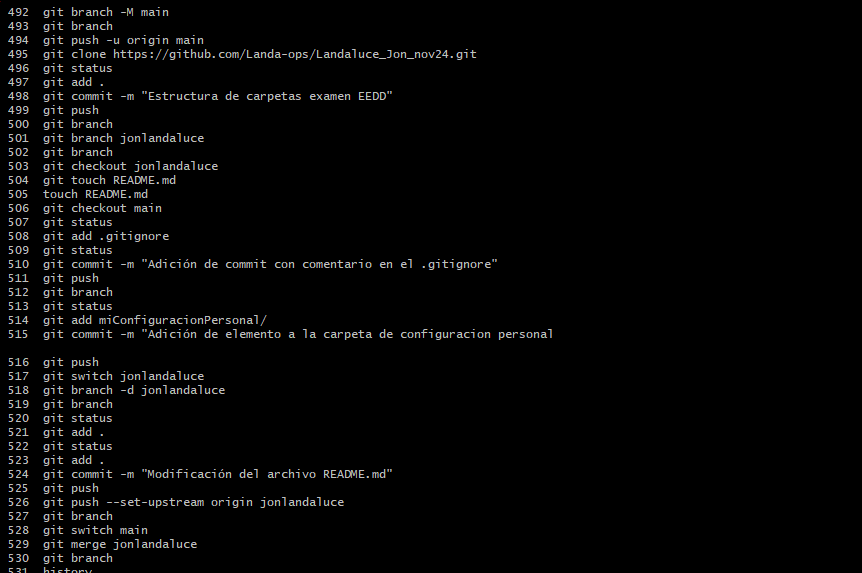 492 git branch -M main
493 git branch
494 git push -u origin main
495 git clone https://github.com/Landa-ops/Landaluce_Jon_nov24.git
496 git status
497 git add .
498 git commit -m "Estructura de carpetas examen EEDD"
499 git push
500 git branch
501 git branch jonlandaluce
502 git branch
503 git checkout jonlandaluce
504 git touch README.md
505 touch README.md
506 git checkout main
507 git status
508 git add .gitignore
509 git status
510 git commit -m "Adición de commit con comentario en el .gitignore"
511 git push
512 git branch
513 git status
514 git add miConfiguracionPersonal/
515 git commit -m "Adición de elemento a la carpeta de configuracion personal
516 git push
517 git switch jonlandaluce
518 git branch -d jonlandaluce
519 git branch
520 git status
521 git add .
522 git status
523 git add .
524 git commit -m "Modificación del archivo README.md"
525 git push
526 git push --set-upstream origin jonlandaluce
527 git branch
528 git switch main
529 git merge jonlandaluce
530 git branch
531 history